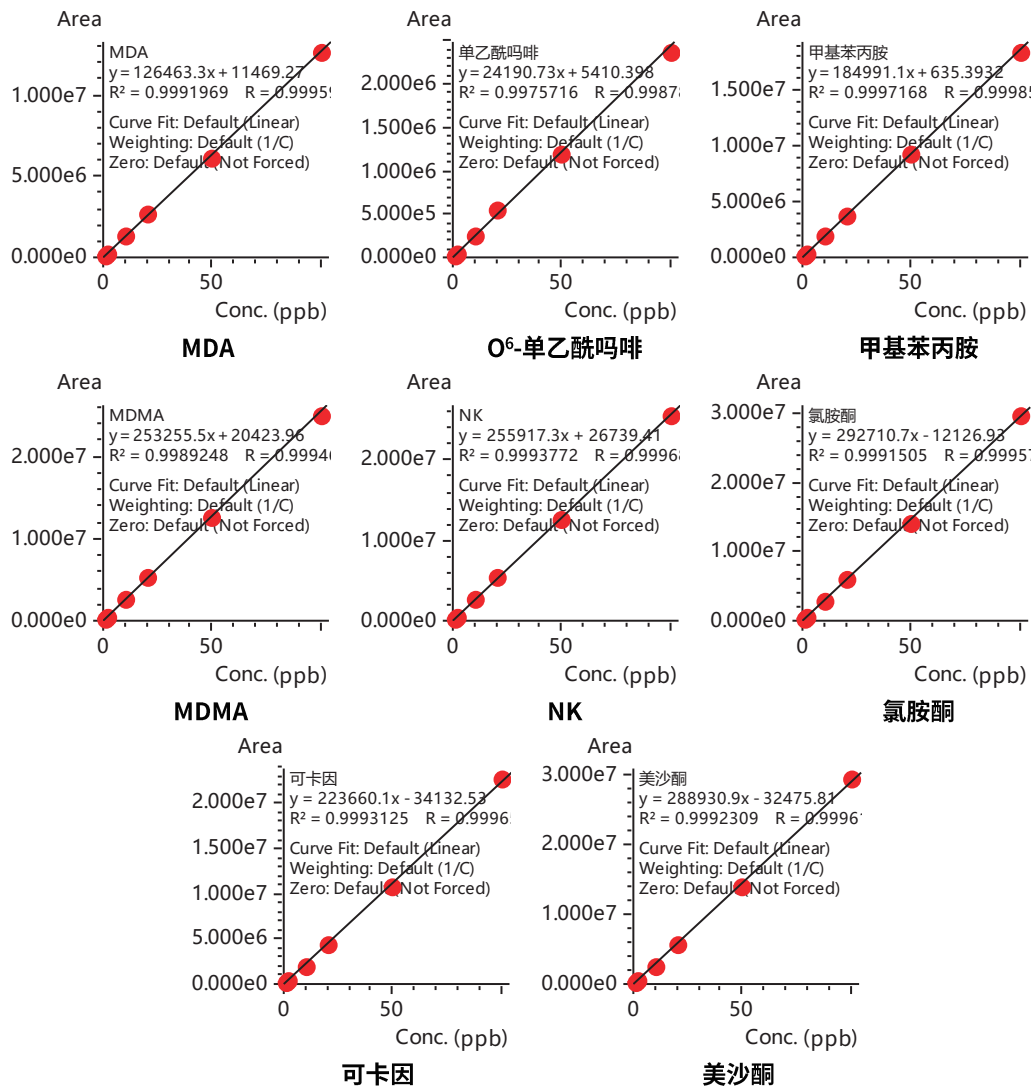 Area
MDA
y = 126463.3x + 11469.27
R² = 0.9991969 R = 0.9995
1.000e7
Curve Fit: Default (Linear)
Weighting: Default (1/C)
Zero: Default (Not Forced)
5.000e6
0.000e0
0 50
Conc. (ppb)
MDA
Area
单乙酰吗啡
y = 24190.73x + 5410.398
R² = 0.9975716 R = 0.9987
2.000e6
Curve Fit: Default (Linear)
1.500e6
Weighting: Default (1/C)
Zero: Default (Not Forced)
1.000e6
5.000e5
0.000e0
0 50
Conc. (ppb)
O⁶-单乙酰吗啡
Area
甲基苯丙胺
y = 184991.1x + 635.3932
R² = 0.9997168 R = 0.9998
1.500e7
Curve Fit: Default (Linear)
Weighting: Default (1/C)
1.000e7
Zero: Default (Not Forced)
5.000e6
0.000e0
0 50
Conc. (ppb)
甲基苯丙胺
Area
MDMA
y = 253255.5x + 20423.96
R² = 0.9989248 R = 0.9994
2.000e7
Curve Fit: Default (Linear)
Weighting: Default (1/C)
Zero: Default (Not Forced)
1.000e7
0.000e0
0 50
Conc. (ppb)
MDMA
Area
NK
y = 255917.3x + 26739.41
R² = 0.9993772 R = 0.9996
2.000e7
Curve Fit: Default (Linear)
Weighting: Default (1/C)
Zero: Default (Not Forced)
1.000e7
0.000e0
0 50
Conc. (ppb)
NK
Area
3.000e7
氯胺酮
y = 292710.7x - 12126.93
R² = 0.9991505 R = 0.99957
2.000e7
Curve Fit: Default (Linear)
Weighting: Default (1/C)
Zero: Default (Not Forced)
1.000e7
0.000e0
0 50
Conc. (ppb)
氯胺酮
Area
可卡因
y = 223660.1x - 34132.53
R² = 0.9993125 R = 0.9996
2.000e7
Curve Fit: Default (Linear)
1.500e7
Weighting: Default (1/C)
Zero: Default (Not Forced)
1.000e7
5.000e6
0.000e0
0 50
Conc. (ppb)
可卡因
Area
3.000e7
美沙酮
y = 288930.9x - 32475.81
R² = 0.9992309 R = 0.9996
2.000e7
Curve Fit: Default (Linear)
Weighting: Default (1/C)
Zero: Default (Not Forced)
1.000e7
0.000e0
0 50
Conc. (ppb)
美沙酮